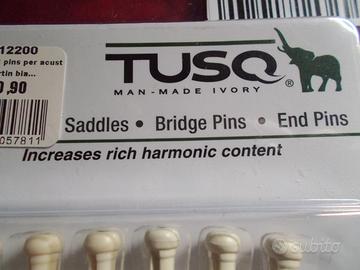 12200
pins per acust
rtin bla...
0,90
057811
TUSQ
®
MAN-MADE IVORY
Saddles • Bridge Pins • End Pins
Increases rich harmonic content
subito